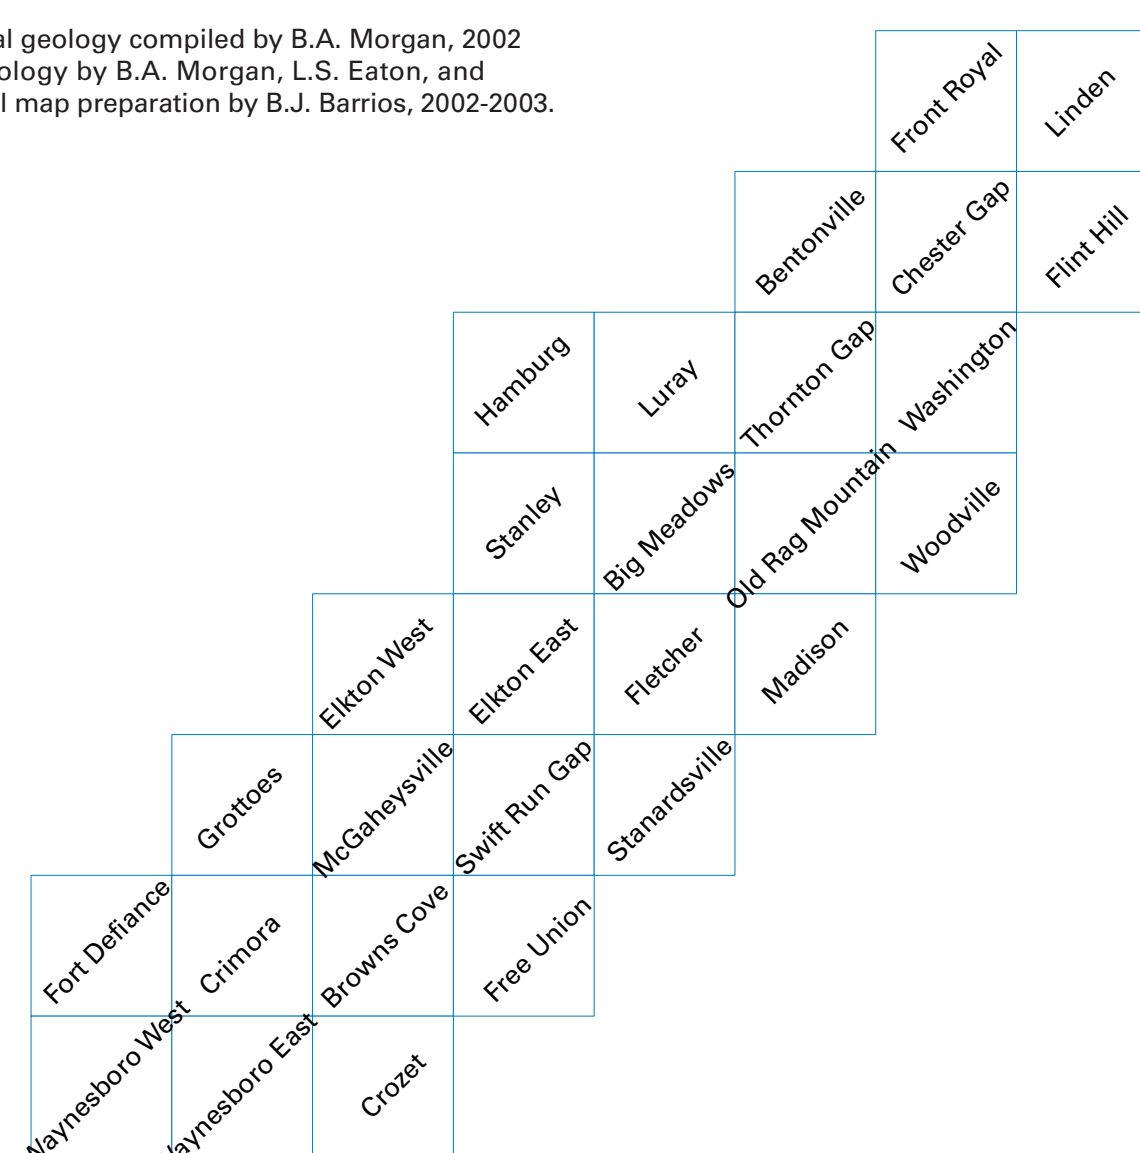 al geology compiled by B.A. Morgan, 2002
ology by B.A. Morgan, L.S. Eaton, and
l map preparation by B.J. Barrios, 2002-2003.
Front Royal
Linden
Bentonville
Chester Gap
Flint Hill
Hamburg
Luray
Thornton Gap
Washington
Stanley
Big Meadows
Old Rag Mountain
Woodville
Elkton West
Elkton East
Fletcher
Madison
Grottoes
McGaheysville
Swift Run Gap
Stanardsville
Fort Defiance
Crimora
Browns Cove
Free Union
Waynesboro West
Waynesboro East
Crozet